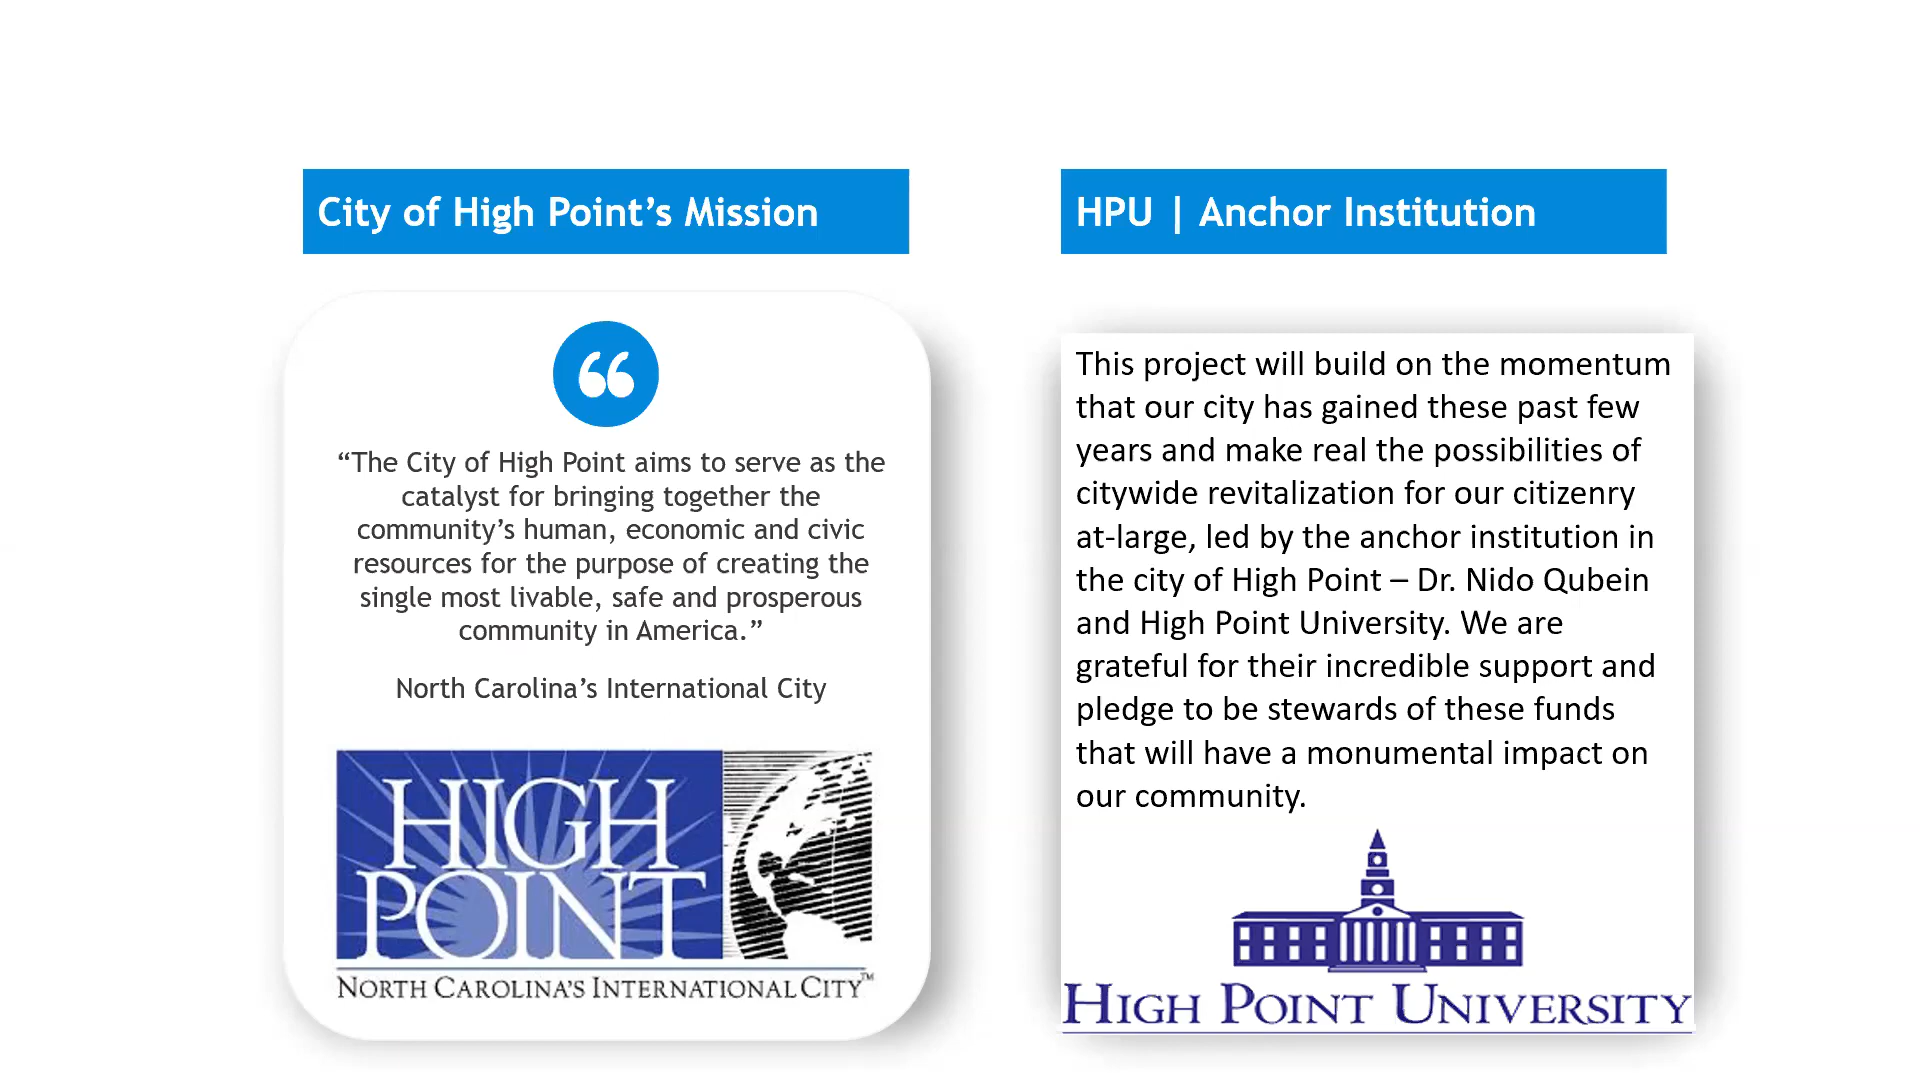 City of High Point’s Mission
“The City of High Point aims to serve as the
catalyst for bringing together the
community’s human, economic and civic
resources for the purpose of creating the
single most livable, safe and prosperous
community in America.”
North Carolina’s International City
HIGH
POINT
NORTH CAROLINA’S INTERNATIONAL CITY™
HPU | Anchor Institution
This project will build on the momentum
that our city has gained these past few
years and make real the possibilities of
citywide revitalization for our citizenry
at-large, led by the anchor institution in
the city of High Point – Dr. Nido Qubein
and High Point University. We are
grateful for their incredible support and
pledge to be stewards of these funds
that will have a monumental impact on
our community.
HIGH POINT UNIVERSITY